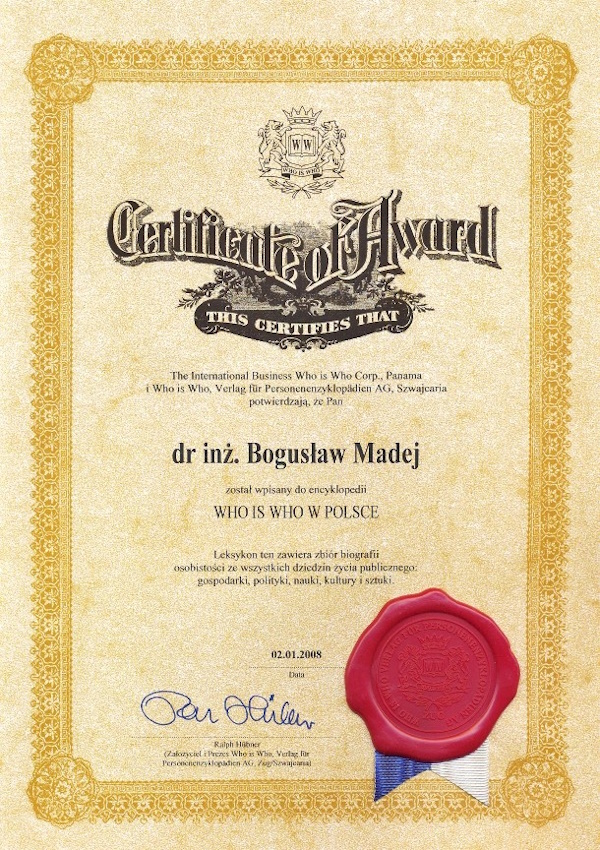 WW
WHO IS WHO
Certificate of Award
THIS CERTIFIES THAT
The International Business Who is Who Corp., Panama
i Who is Who, Verlag für Personenenzyklopädien AG, Szwajcaria
potwierdzają, że Pan
dr inż. Bogusław Madej
został wpisany do encyklopedii
WHO IS WHO W POLSCE
Leksykon ten zawiera zbiór biografii
osobistości ze wszystkich dziedzin życia publicznego:
gospodarki, polityki, nauki, kultury i sztuki.
02.01.2008
Data
Ralph Hübner
(Założyciel i Prezes Who is Who, Verlag für
Personenenzyklopädien AG, Zug/Szwajcaria)